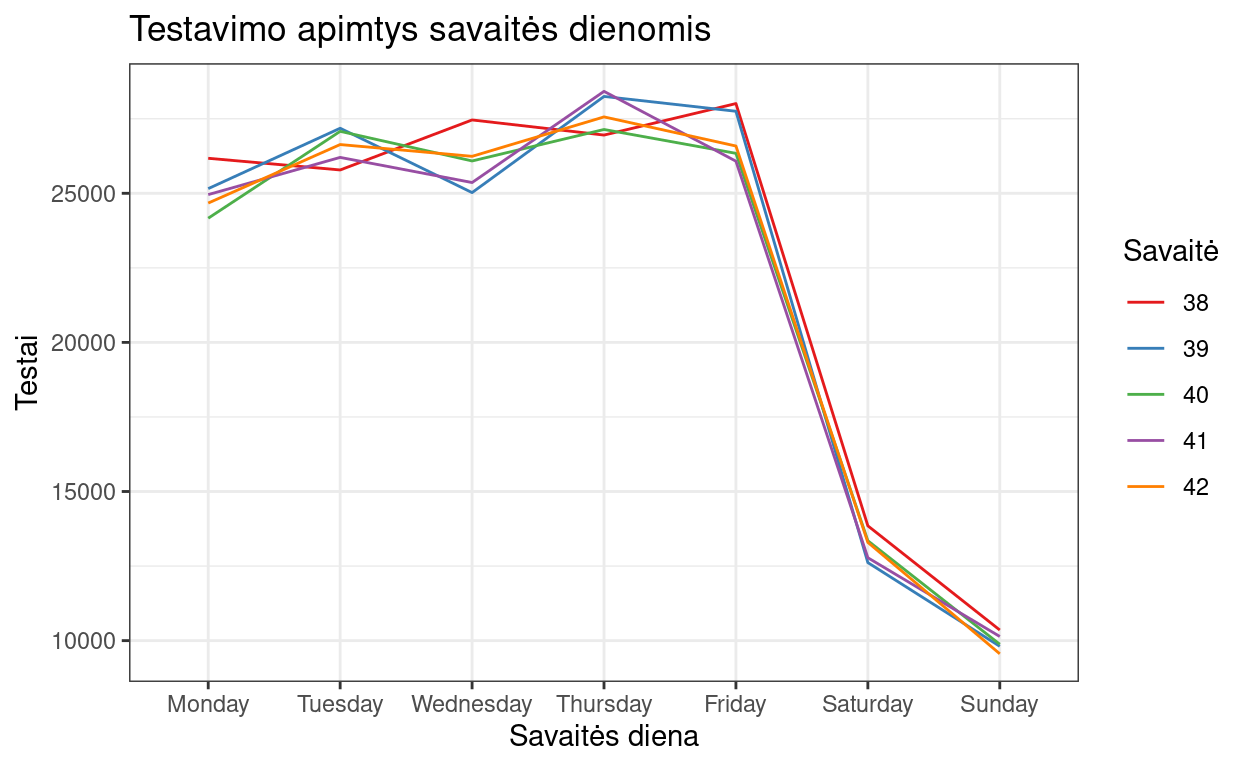 Testavimo apimtys savaitės dienomis
Testai
25000
20000
15000
10000
Monday
Tuesday
Wednesday
Thursday
Friday
Saturday
Sunday
Savaitės diena
Savaitė
38
39
40
41
42